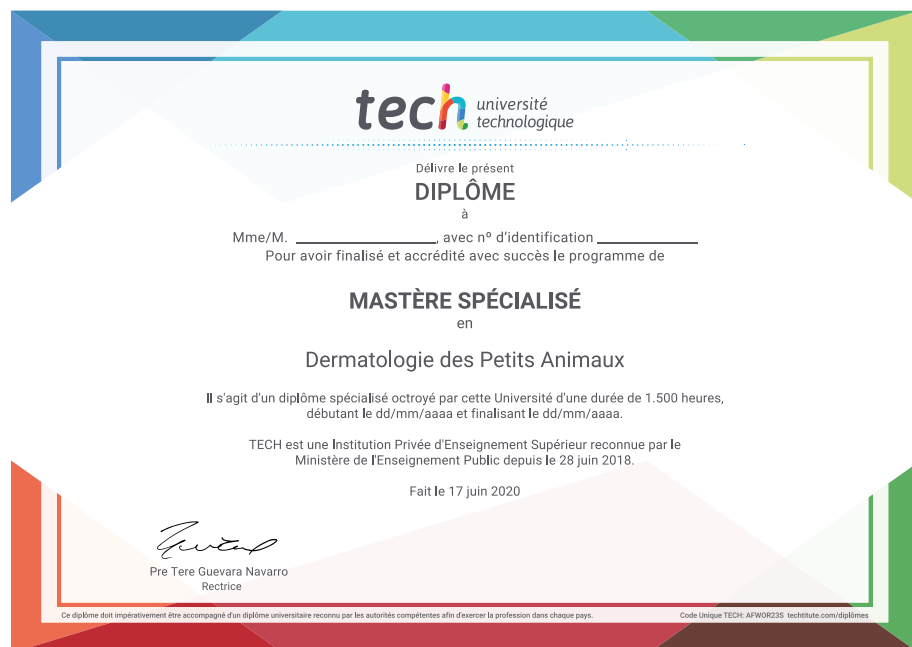 tech université
technologique
Délivre le présent
DIPLÔME
à
Mme/M. ____________, avec nº d'identification ____________
Pour avoir finalisé et accrédité avec succès le programme de
MASTÈRE SPÉCIALISÉ
en
Dermatologie des Petits Animaux
Il s'agit d'un diplôme spécialisé octroyé par cette Université d'une durée de 1.500 heures,
débutant le dd/mm/aaaa et finalisant le dd/mm/aaaa.
TECH est une Institution Privée d'Enseignement Supérieur reconnue par le
Ministère de l'Enseignement Public depuis le 28 juin 2018.
Fait le 17 juin 2020
Pre Tere Guevara Navarro
Rectrice
Ce diplôme doit impérativement être accompagné d'un diplôme universitaire reconnu par les autorités compétentes afin d'exercer la profession dans chaque pays.
Code Unique TECH: AFWOR23S techtitute.com/diplômes